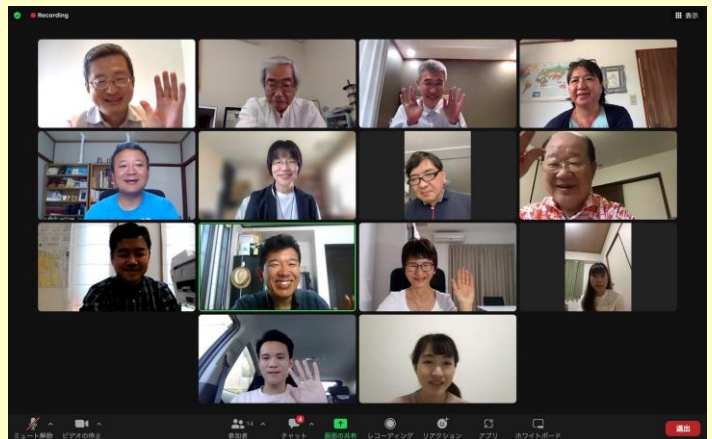 Recording
表示
ミュート解除
ビデオの停止
14
参加者
チャット
画面の共有
レコーディング
リアクション
アプリ
ホワイトボード
退出